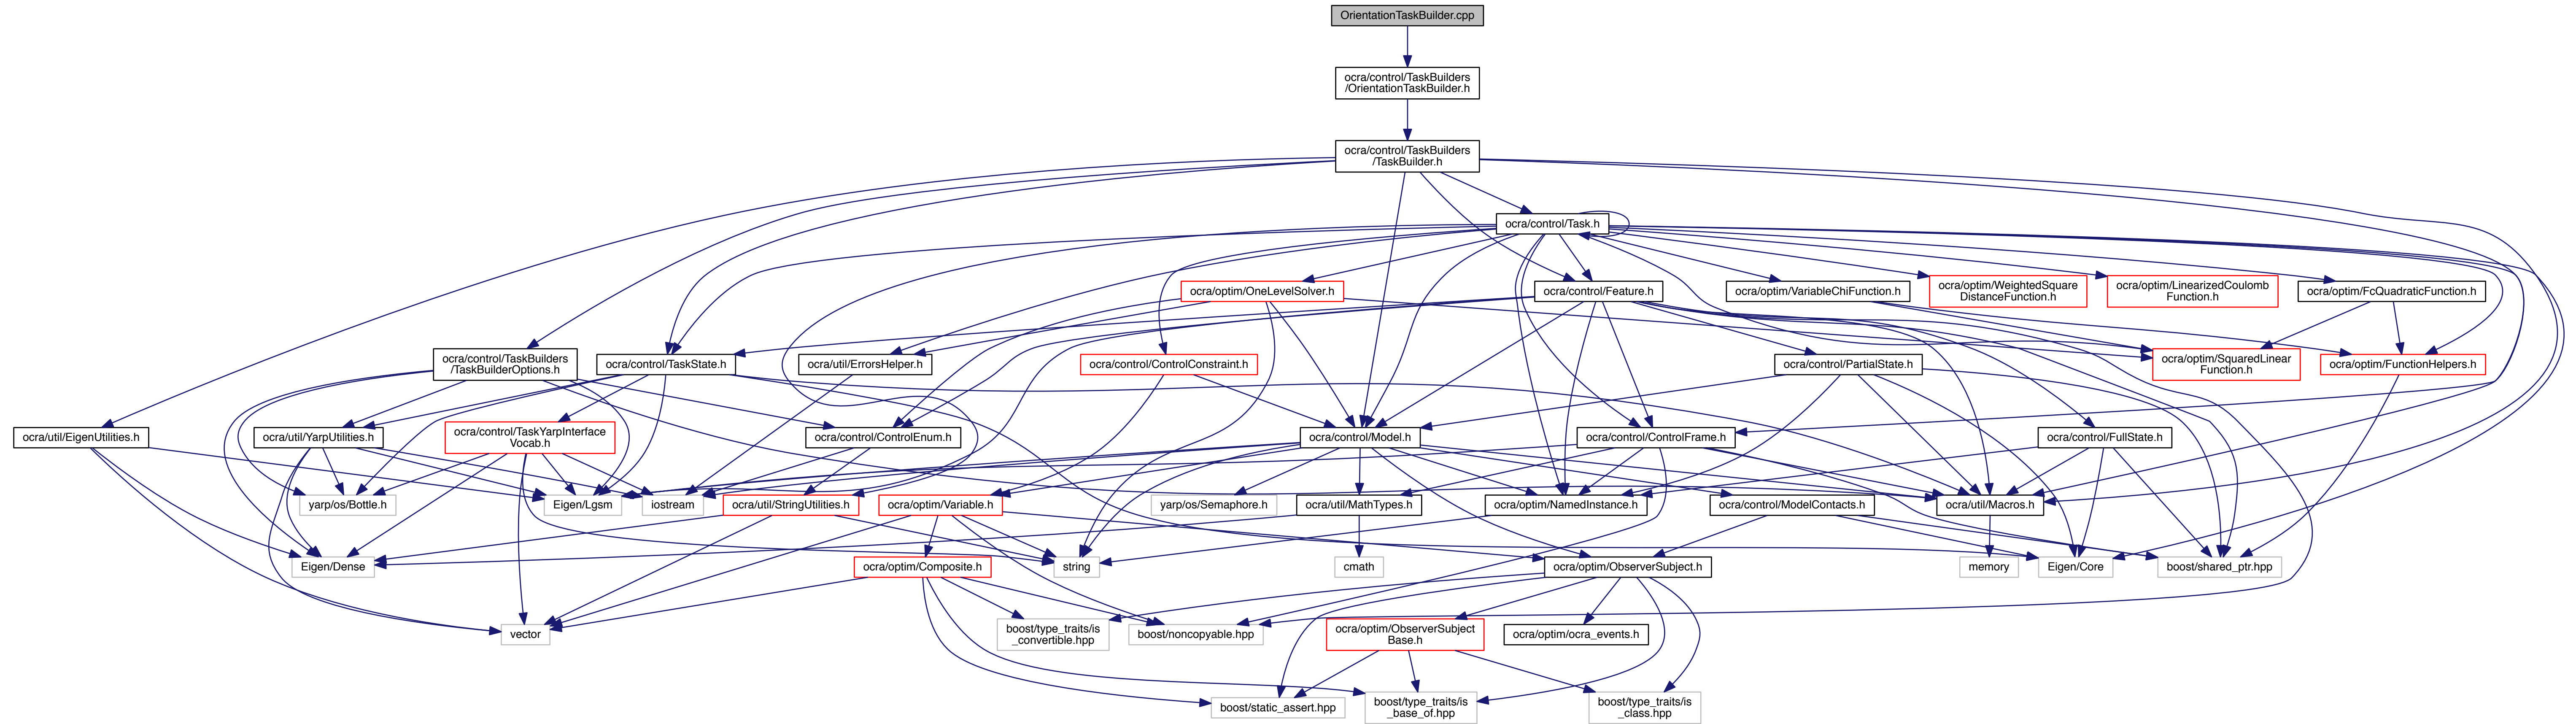 OrientationTaskBuilder.cpp
ocra/control/TaskBuilders
/OrientationTaskBuilder.h
ocra/control/TaskBuilders
/TaskBuilder.h
ocra/control/Task.h
ocra/optim/OneLevelSolver.h
ocra/control/Feature.h
ocra/optim/VariableChiFunction.h
ocra/optim/WeightedSquare
DistanceFunction.h
ocra/optim/LinearizedCoulomb
Function.h
ocra/optim/FcQuadraticFunction.h
ocra/control/TaskBuilders
/TaskBuilderOptions.h
ocra/control/TaskState.h
ocra/util/ErrorsHelper.h
ocra/control/ControlConstraint.h
ocra/control/PartialState.h
ocra/optim/SquaredLinear
Function.h
ocra/optim/FunctionHelpers.h
ocra/util/EigenUtilities.h
ocra/util/YarpUtilities.h
ocra/control/TaskYarpInterface
Vocab.h
ocra/control/ControlEnum.h
ocra/control/Model.h
ocra/control/ControlFrame.h
ocra/control/FullState.h
yarp/os/Bottle.h
Eigen/Lgsm
iostream
ocra/util/StringUtilities.h
ocra/optim/Variable.h
yarp/os/Semaphore.h
ocra/util/MathTypes.h
ocra/optim/NamedInstance.h
ocra/control/ModelContacts.h
ocra/util/Macros.h
Eigen/Dense
ocra/optim/Composite.h
string
cmath
ocra/optim/ObserverSubject.h
memory
Eigen/Core
boost/shared_ptr.hpp
vector
boost/type_traits/is
_convertible.hpp
boost/noncopyable.hpp
ocra/optim/ObserverSubject
Base.h
ocra/optim/ocra_events.h
boost/static_assert.hpp
boost/type_traits/is
_base_of.hpp
boost/type_traits/is
_class.hpp